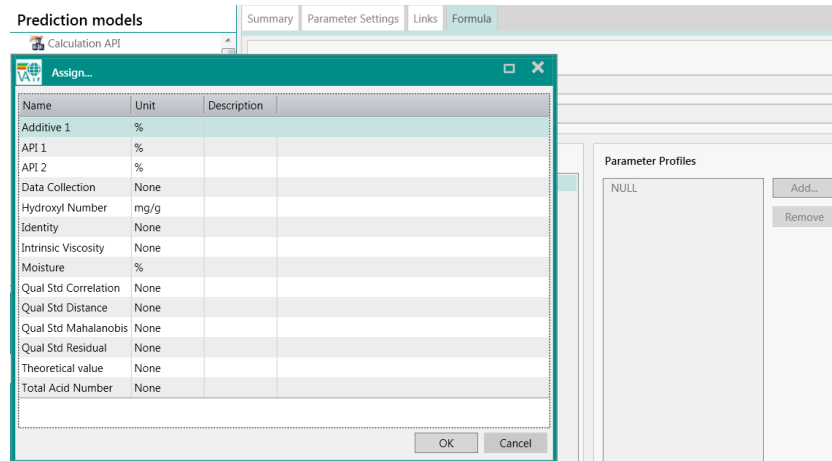 Prediction models
Summary Parameter Settings Links Formula
Calculation API
Assign...
Name Unit Description
Additive 1 %
API 1 %
API 2 %
Data Collection None
Hydroxyl Number mg/g
Identity None
Intrinsic Viscosity None
Moisture %
Qual Std Correlation None
Qual Std Distance None
Qual Std Mahalanobis None
Qual Std Residual None
Theoretical value None
Total Acid Number None
OK Cancel
Parameter Profiles
NULL
Add...
Remove